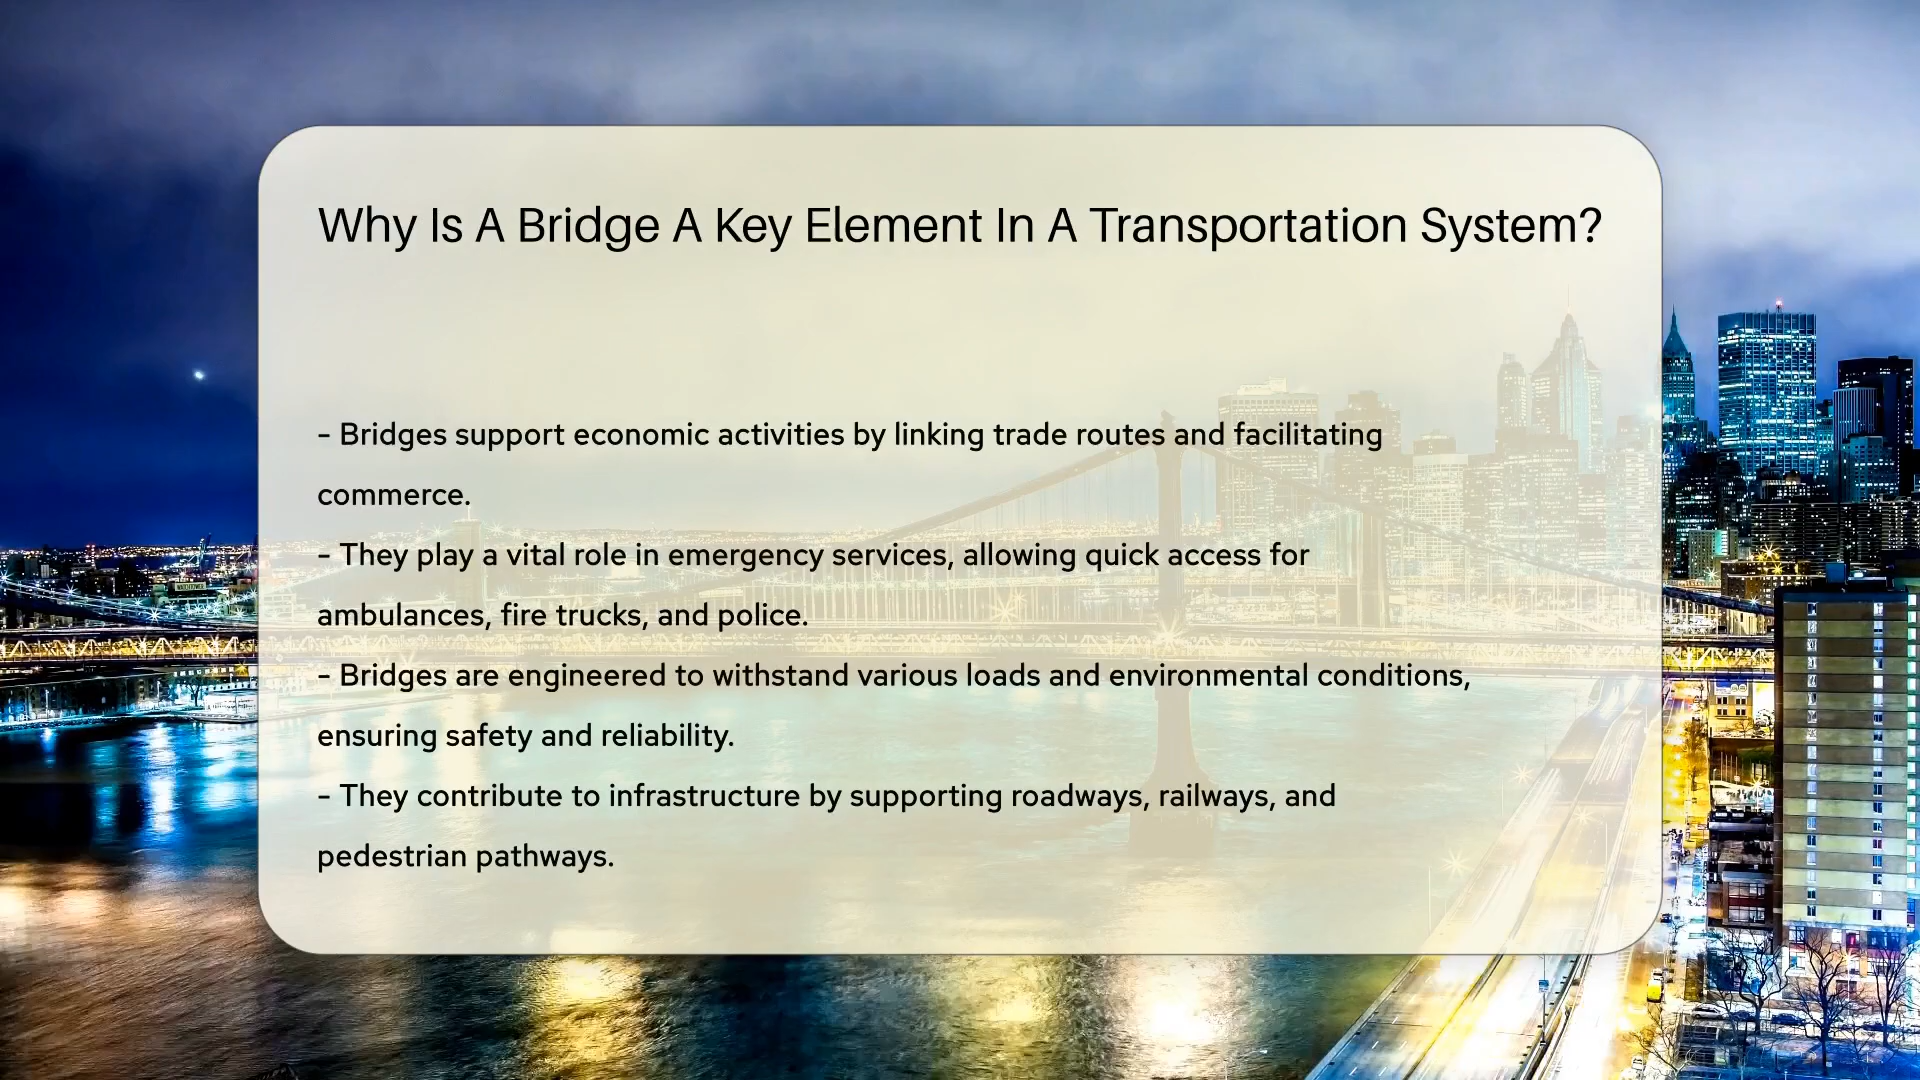 Why Is A Bridge A Key Element In A Transportation System?
- Bridges support economic activities by linking trade routes and facilitating
commerce.
- They play a vital role in emergency services, allowing quick access for
ambulances, fire trucks, and police.
- Bridges are engineered to withstand various loads and environmental conditions,
ensuring safety and reliability.
- They contribute to infrastructure by supporting roadways, railways, and
pedestrian pathways.